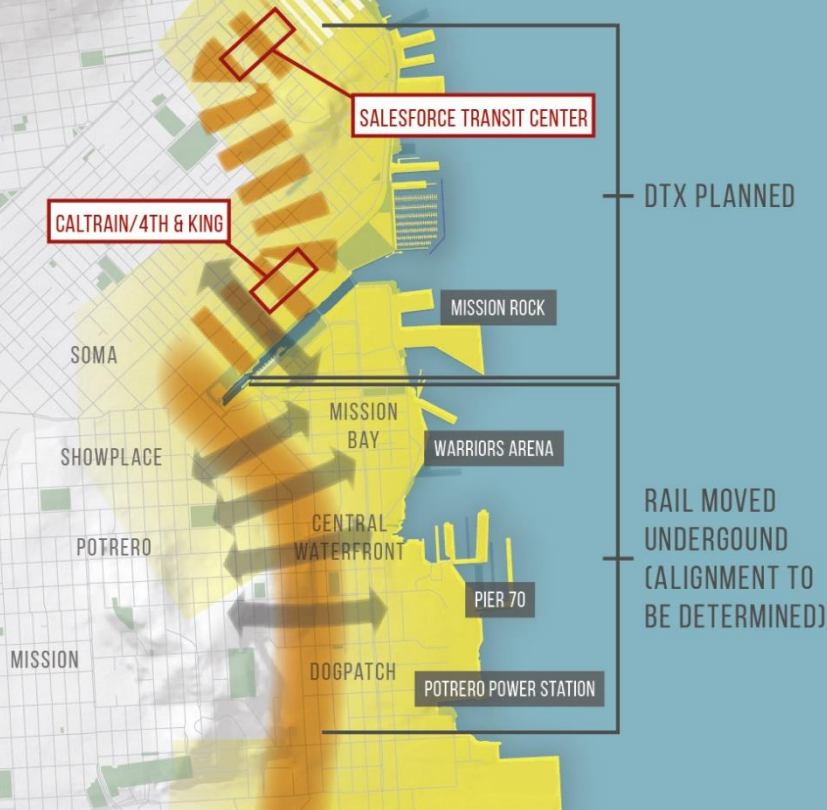 SALESFORCE TRANSIT CENTER
DTX PLANNED
CALTRAIN/4TH & KING
MISSION ROCK
SOMA
MISSION
BAY
WARRIORS ARENA
SHOWPLACE
RAIL MOVED
UNDERGOUND
(ALIGNMENT TO
BE DETERMINED)
CENTRAL
WATERFRONT
POTRERO
PIER 70
MISSION
DOGPATCH
POTRERO POWER STATION